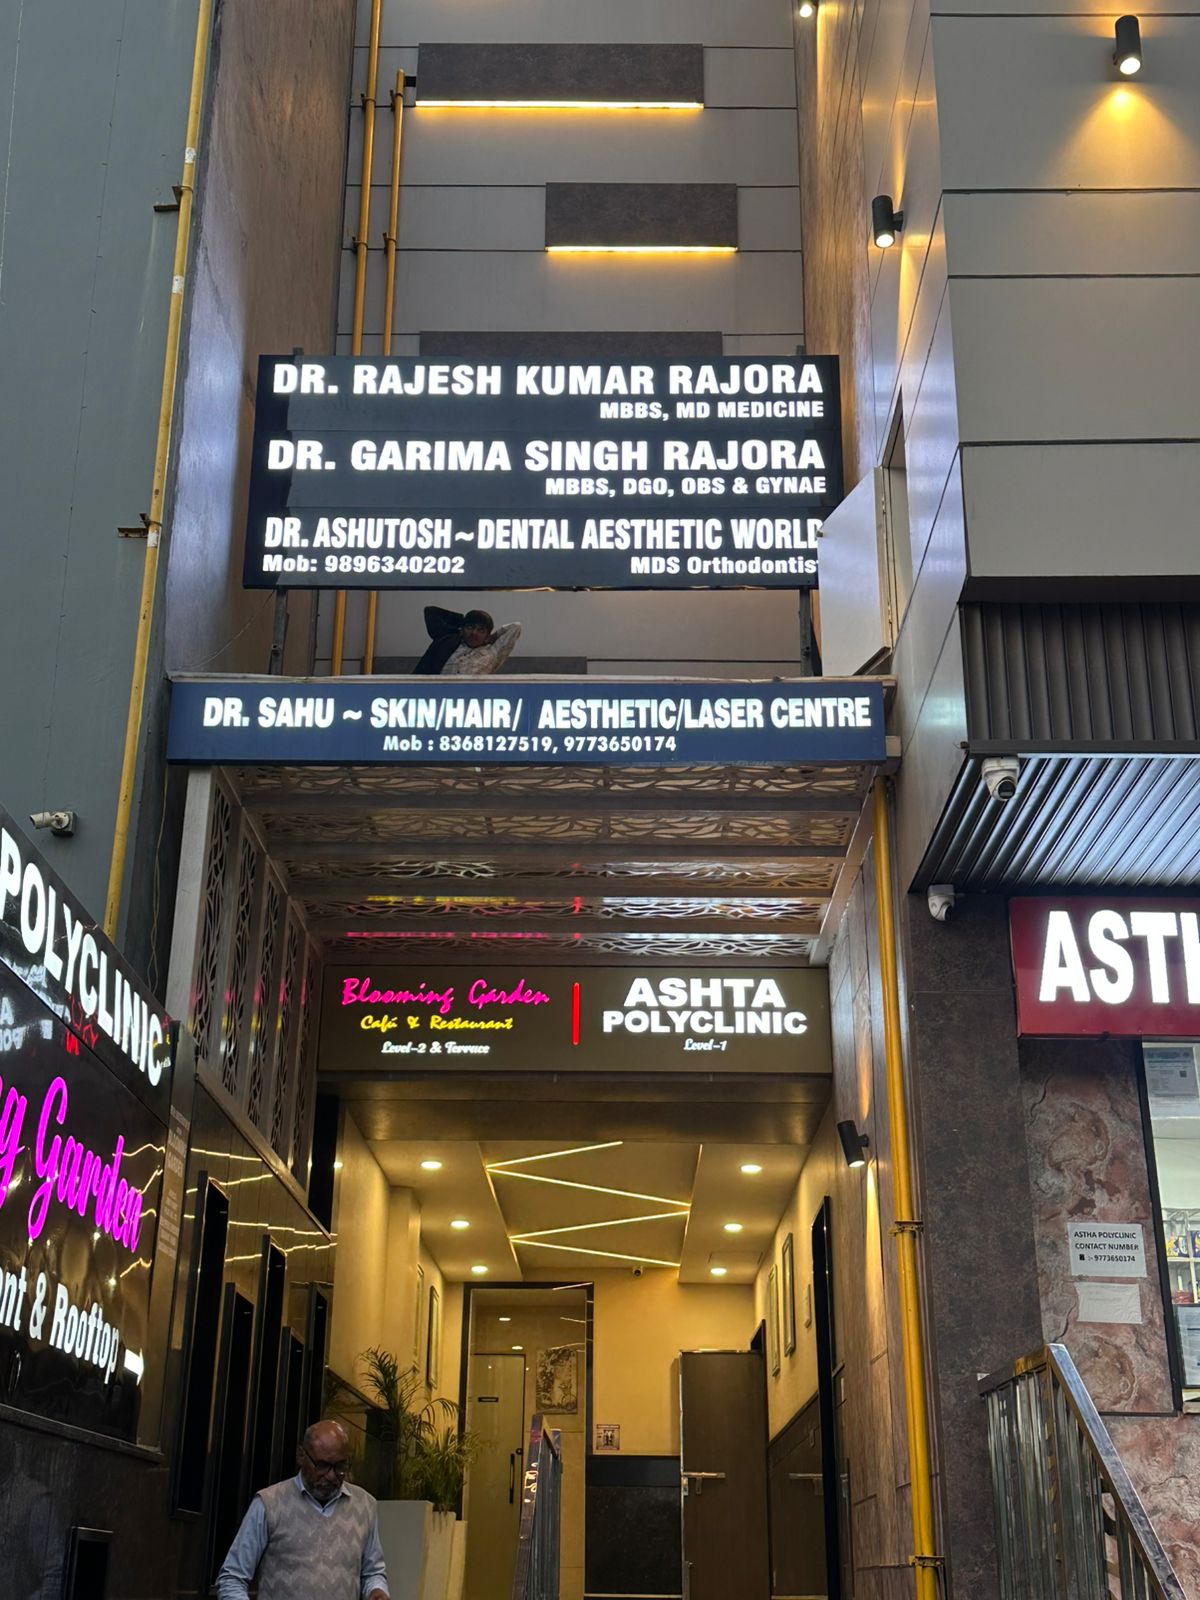 DR. RAJESH KUMAR RAJORA
MBBS, MD MEDICINE
DR. GARIMA SINGH RAJORA
MBBS, DGO, OBS & GYNAE
DR. ASHUTOSH ~ DENTAL AESTHETIC WORLD
Mob: 9896340202 MDS Orthodontist
DR. SAHU ~ SKIN/HAIR/ AESTHETIC/LASER CENTRE
Mob : 8368127519, 9773650174
Blooming Garden
Café & Restaurant
Level-2 & Terrace
ASHTA
POLYCLINIC
Level-1
POLYCLINIC
Garden
& Rooftop
ASTH
ASTHA POLYCLINIC
CONTACT NUMBER
:- 9773650174